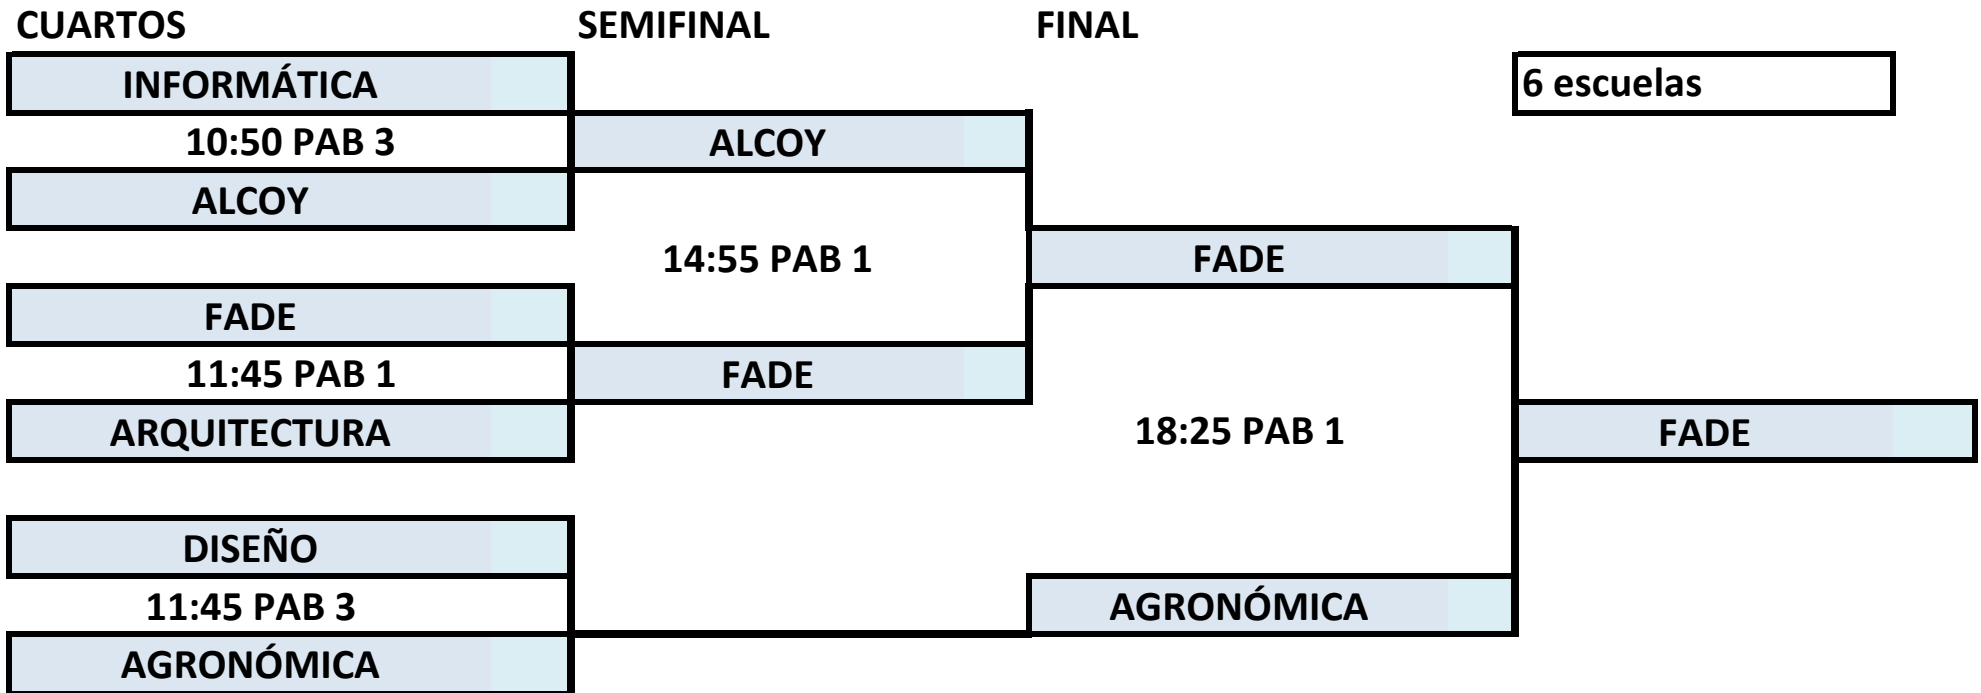 CUARTOS SEMIFINAL FINAL
INFORMÁTICA 6 escuelas
10:50 PAB 3 ALCOY
ALCOY
14:55 PAB 1 FADE
FADE
11:45 PAB 1 FADE
ARQUITECTURA 18:25 PAB 1 FADE
DISEÑO
11:45 PAB 3 AGRONÓMICA
AGRONÓMICA